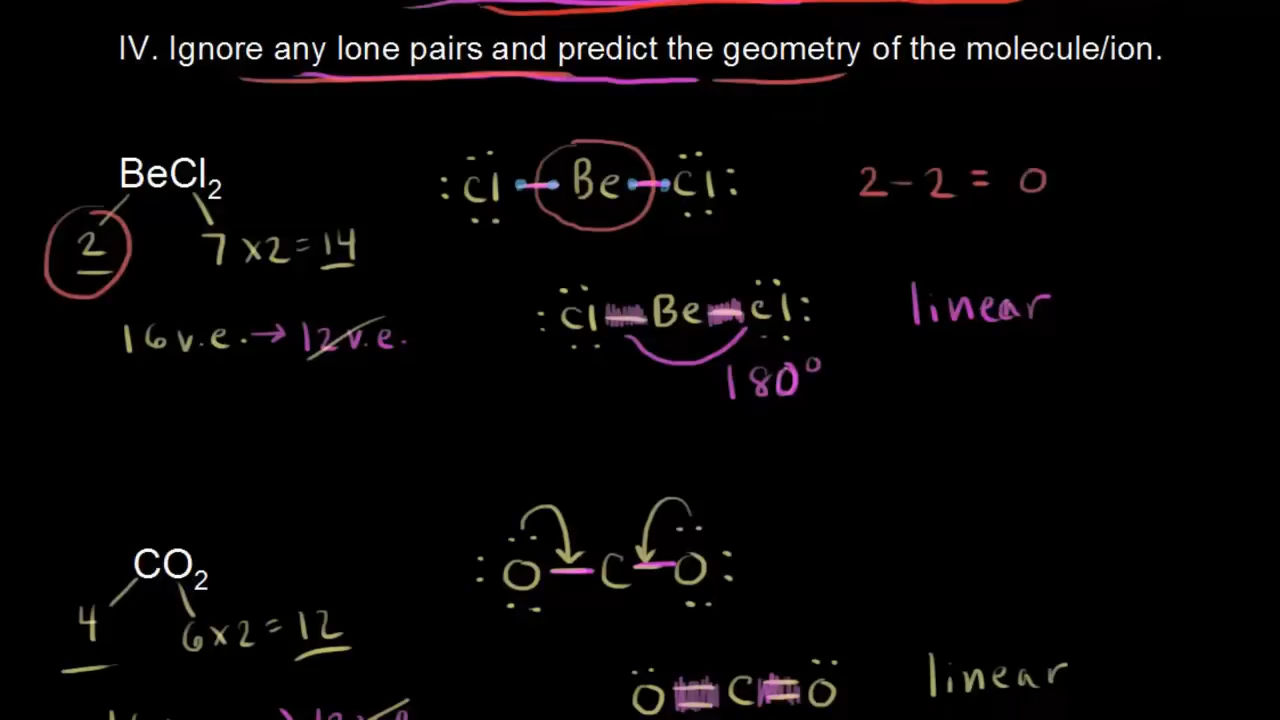 IV. Ignore any lone pairs and predict the geometry of the molecule/ion.
BeCl₂
:Cl — Be — Cl:
2 - 2 = 0
2
7 x 2 = 14
:Cl — Be — Cl:
linear
16 v.e. → 12 v.e.
180°
CO₂
:O — C — O:
4
6 x 2 = 12
O = C = O
linear